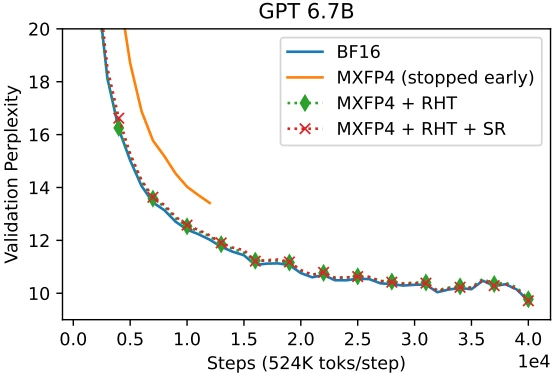 GPT 6.7B
Validation Perplexity
20
18
16
14
12
10
BF16
MXFP4 (stopped early)
MXFP4 + RHT
MXFP4 + RHT + SR
0.0 0.5 1.0 1.5 2.0 2.5 3.0 3.5 4.0
1e4
Steps (524K toks/step)